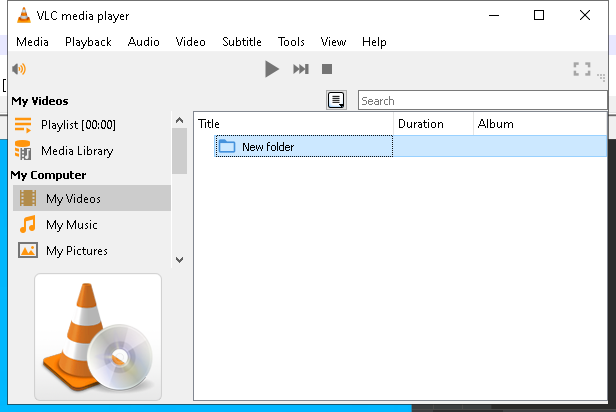 VLC media player
Media Playback Audio Video Subtitle Tools View Help
My Videos
Search
Playlist [00:00]
Media Library
My Computer
My Videos
My Music
My Pictures
Title Duration Album
New folder